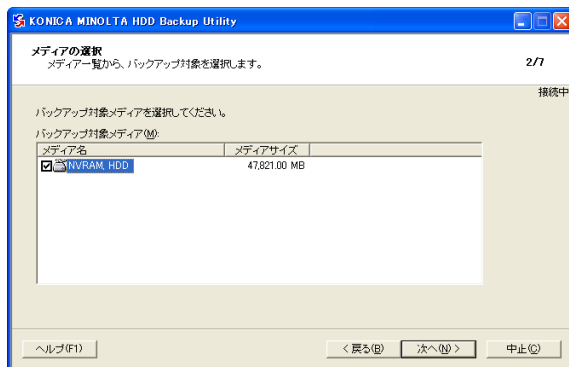 KONICA MINOLTA HDD Backup Utility
メディアの選択
メディア一覧から、バックアップ対象を選択します。
2/7
接続中
バックアップ対象メディアを選択してください。
バックアップ対象メディア(M):
メディア名 メディアサイズ
NVRAM, HDD 47,821.00 MB
ヘルプ(F1) < 戻る(B) 次へ(N) > 中止(C)